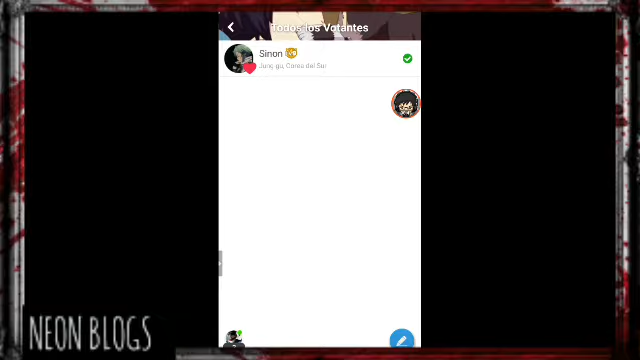 Todos los Votantes
Sinon
Jung-gu, Corea del Sur
NEON BLOGS